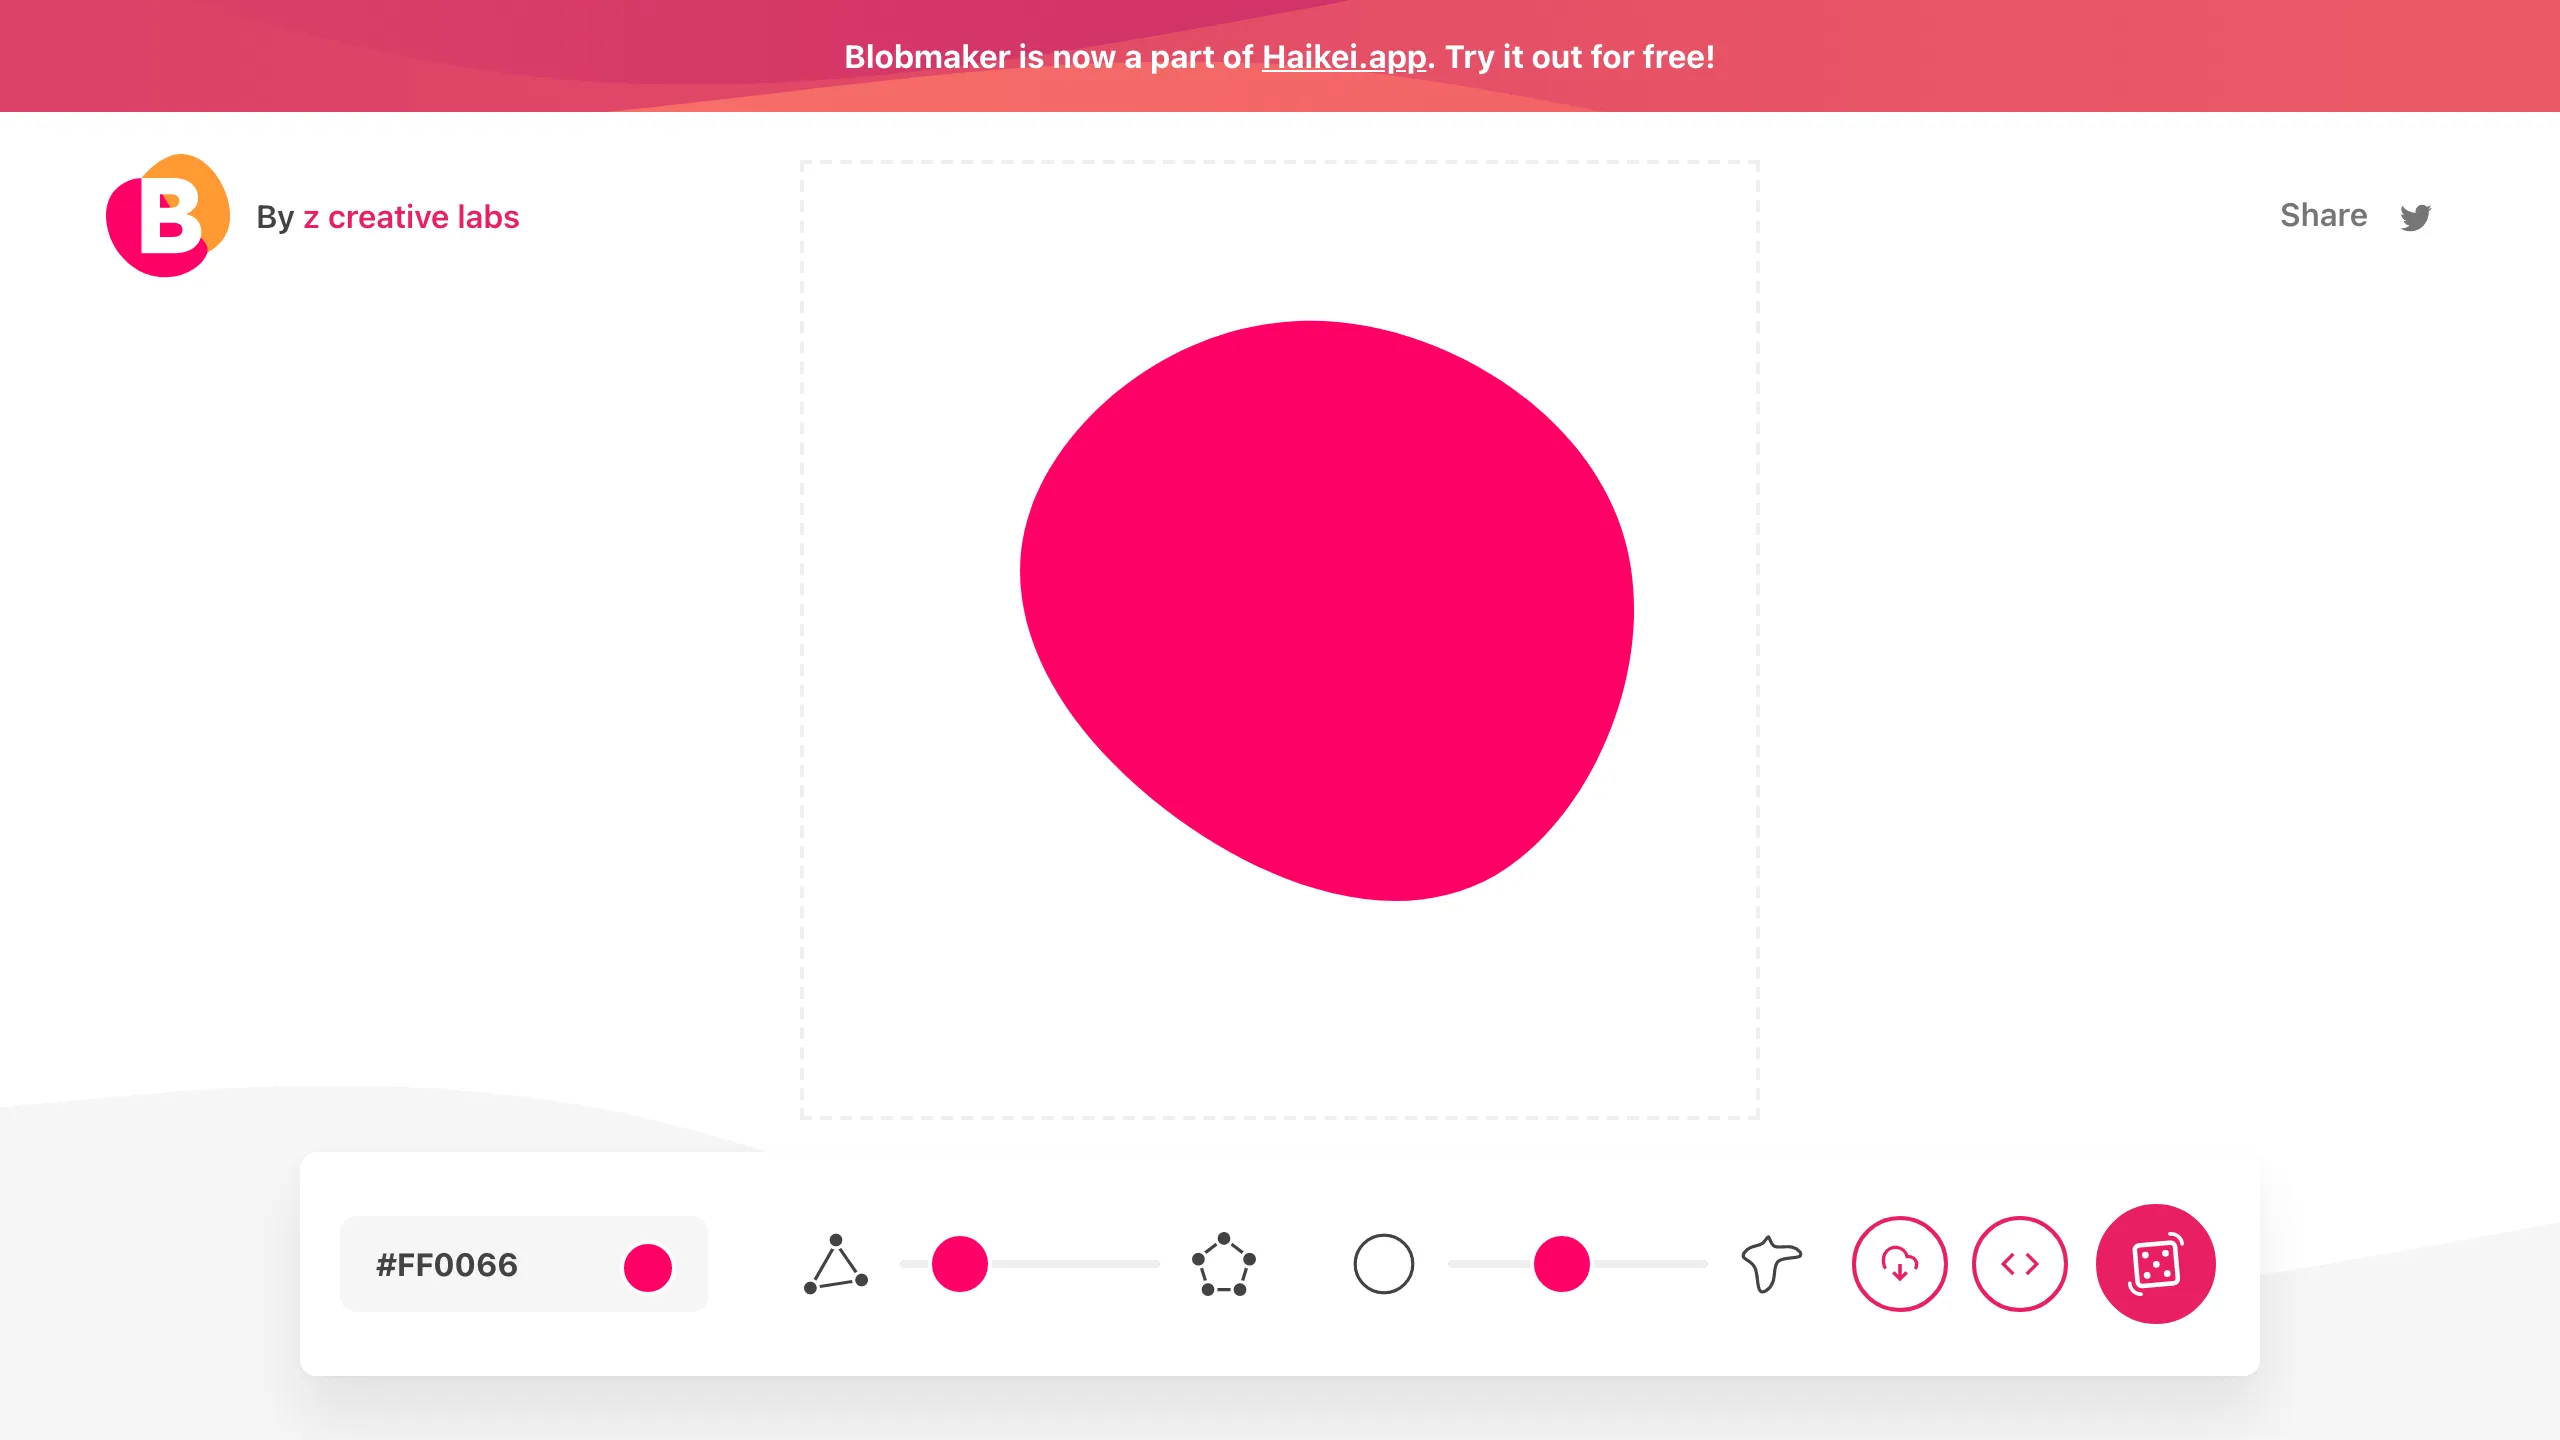 Blobmaker is now a part of Haikei.app. Try it out for free!
B
By z creative labs
Share
#FF0066